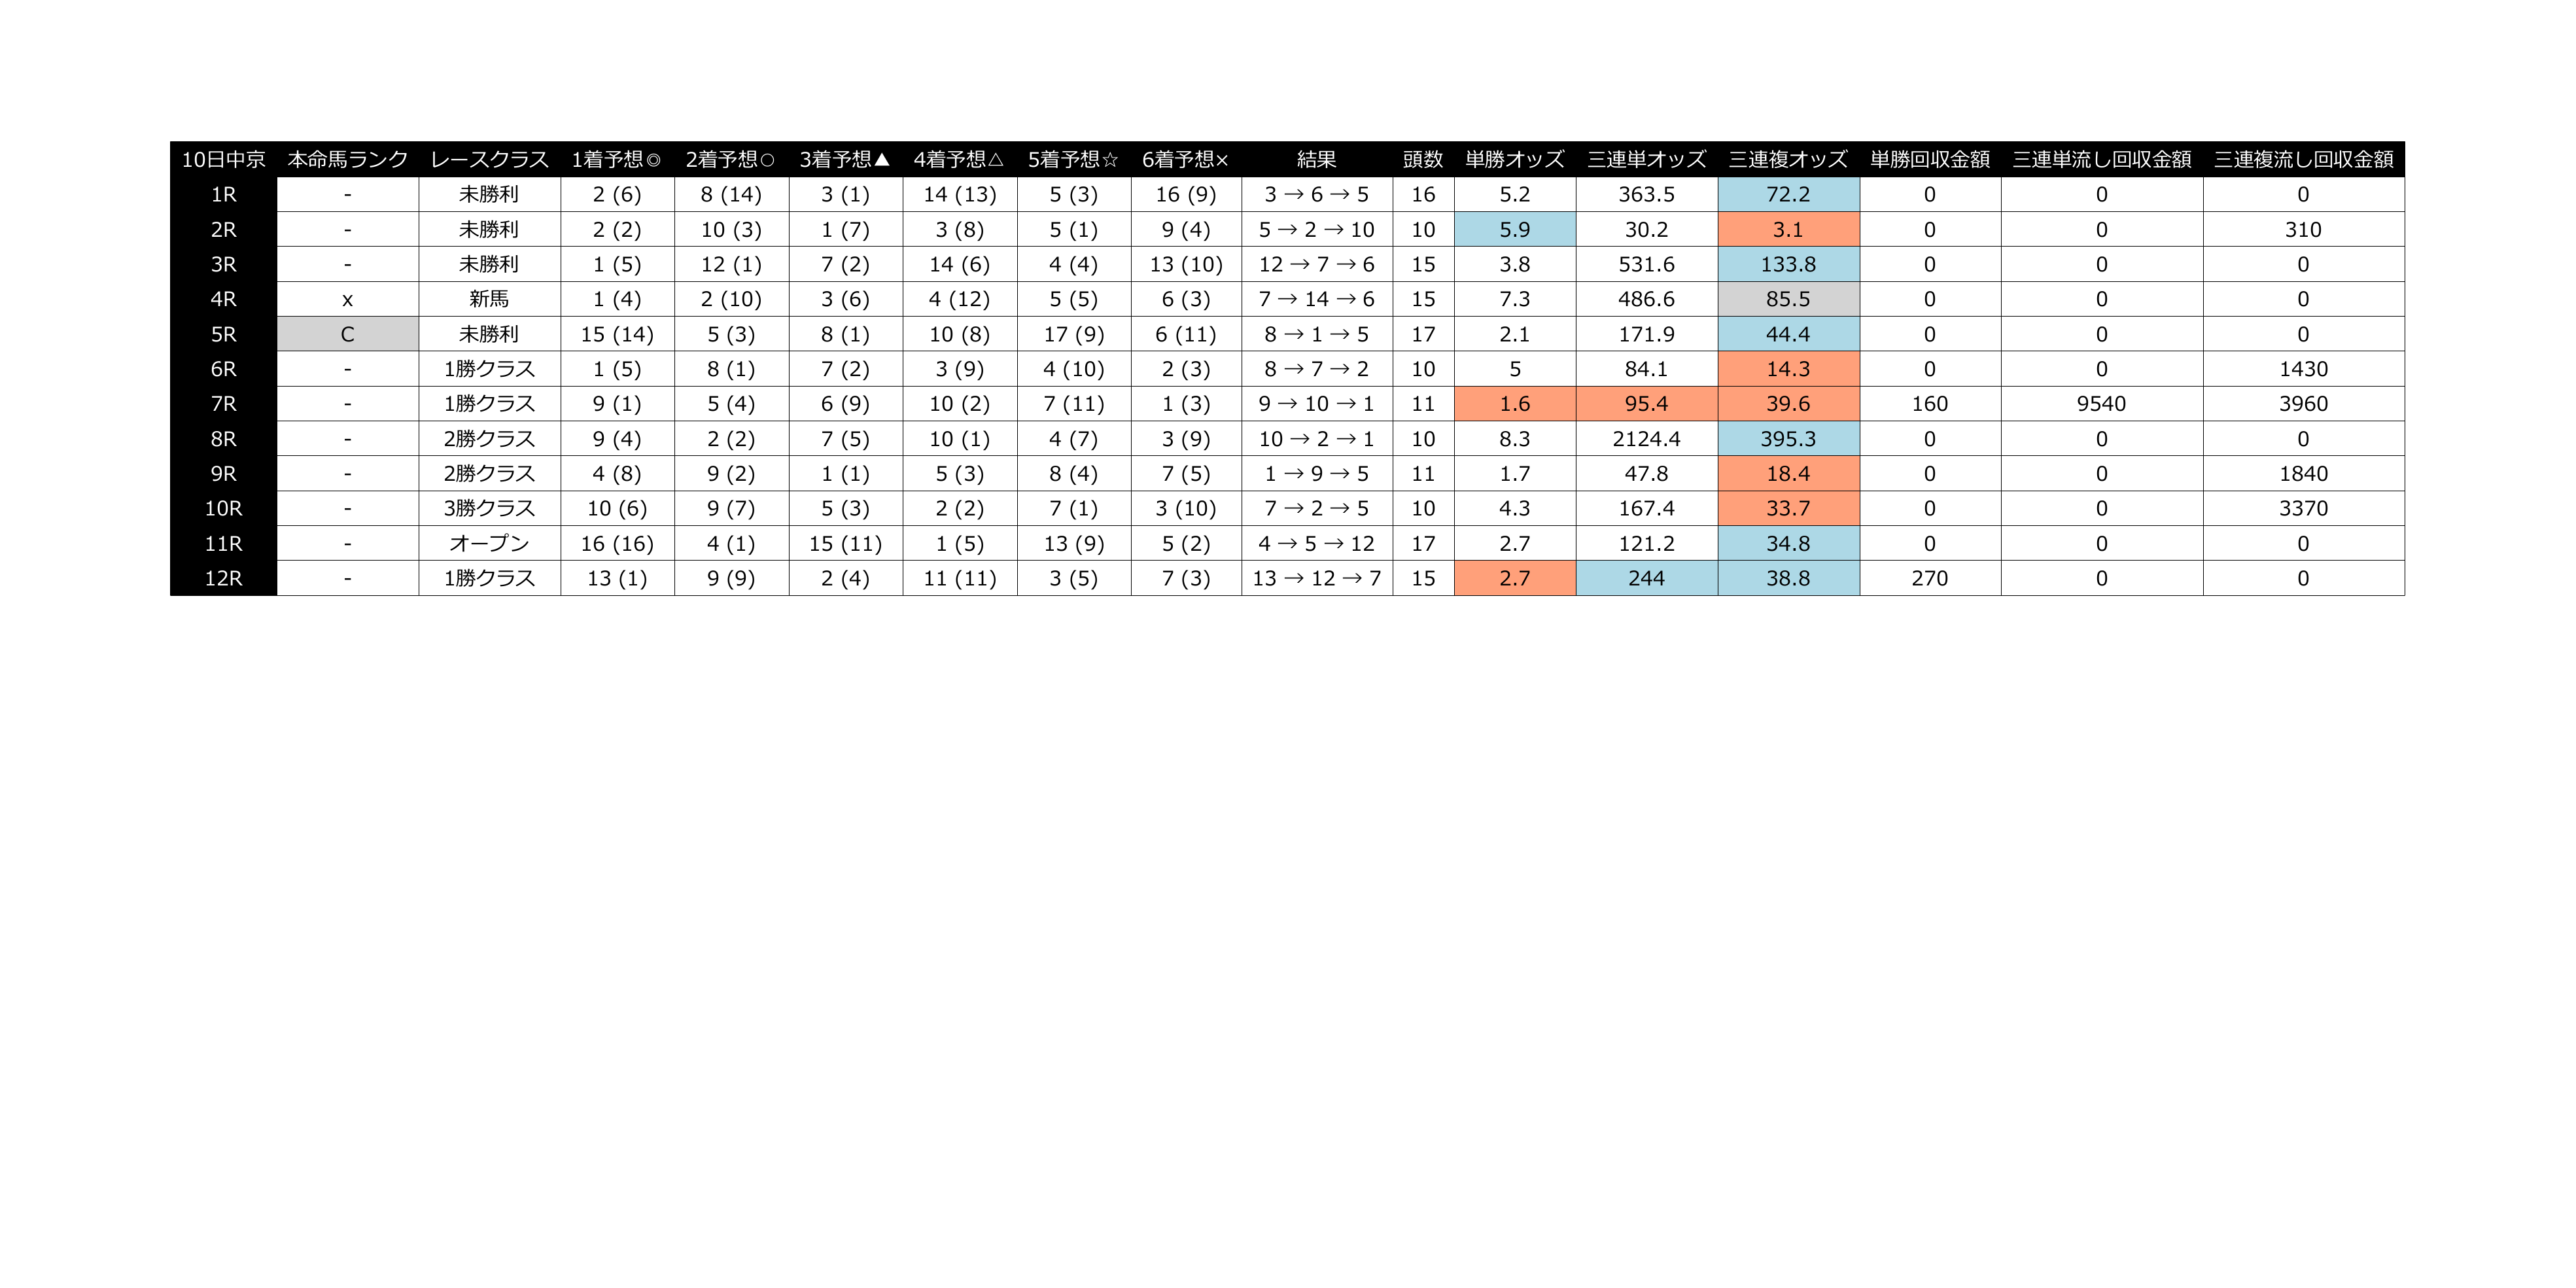 10日中京 本命馬ランク レースクラス 1着予想◎ 2着予想○ 3着予想▲ 4着予想△ 5着予想☆ 6着予想× 結果 頭数 単勝オッズ 三連単オッズ 三連複オッズ 単勝回収金額 三連単流し回収金額 三連複流し回収金額
1R - 未勝利 2 (6) 8 (14) 3 (1) 14 (13) 5 (3) 16 (9) 3 → 6 → 5 16 5.2 363.5 72.2 0 0 0
2R - 未勝利 2 (2) 10 (3) 1 (7) 3 (8) 5 (1) 9 (4) 5 → 2 → 10 10 5.9 30.2 3.1 0 0 310
3R - 未勝利 1 (5) 12 (1) 7 (2) 14 (6) 4 (4) 13 (10) 12 → 7 → 6 15 3.8 531.6 133.8 0 0 0
4R x 新馬 1 (4) 2 (10) 3 (6) 4 (12) 5 (5) 6 (3) 7 → 14 → 6 15 7.3 486.6 85.5 0 0 0
5R C 未勝利 15 (14) 5 (3) 8 (1) 10 (8) 17 (9) 6 (11) 8 → 1 → 5 17 2.1 171.9 44.4 0 0 0
6R - 1勝クラス 1 (5) 8 (1) 7 (2) 3 (9) 4 (10) 2 (3) 8 → 7 → 2 10 5 84.1 14.3 0 0 1430
7R - 1勝クラス 9 (1) 5 (4) 6 (9) 10 (2) 7 (11) 1 (3) 9 → 10 → 1 11 1.6 95.4 39.6 160 9540 3960
8R - 2勝クラス 9 (4) 2 (2) 7 (5) 10 (1) 4 (7) 3 (9) 10 → 2 → 1 10 8.3 2124.4 395.3 0 0 0
9R - 2勝クラス 4 (8) 9 (2) 1 (1) 5 (3) 8 (4) 7 (5) 1 → 9 → 5 11 1.7 47.8 18.4 0 0 1840
10R - 3勝クラス 10 (6) 9 (7) 5 (3) 2 (2) 7 (1) 3 (10) 7 → 2 → 5 10 4.3 167.4 33.7 0 0 3370
11R - オープン 16 (16) 4 (1) 15 (11) 1 (5) 13 (9) 5 (2) 4 → 5 → 12 17 2.7 121.2 34.8 0 0 0
12R - 1勝クラス 13 (1) 9 (9) 2 (4) 11 (11) 3 (5) 7 (3) 13 → 12 → 7 15 2.7 244 38.8 270 0 0